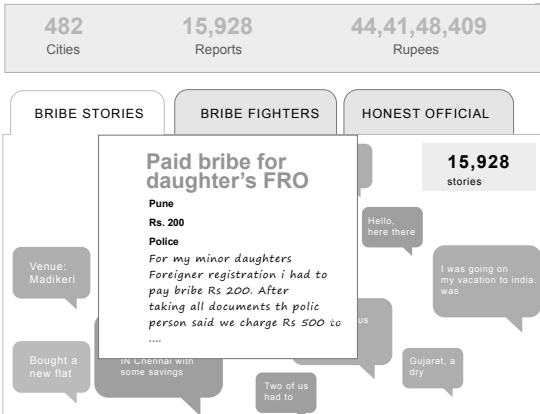 482
Cities
15,928
Reports
44,41,48,409
Rupees
BRIBE STORIES
BRIBE FIGHTERS
HONEST OFFICIAL
Paid bribe for
daughter's FRO
Pune
Rs. 200
Police
For my minor daughters
Foreigner registration i had to
pay bribe Rs 200. After
taking all documents th polic
person said we charge Rs 500 to
....
15,928
stories
Hello,
here there
Venue:
Madikeri
I was going on
my vacation to india.
was
us
Bought a
new flat
IN Chennai with
some savings
Gujarat, a
dry
Two of us
had to